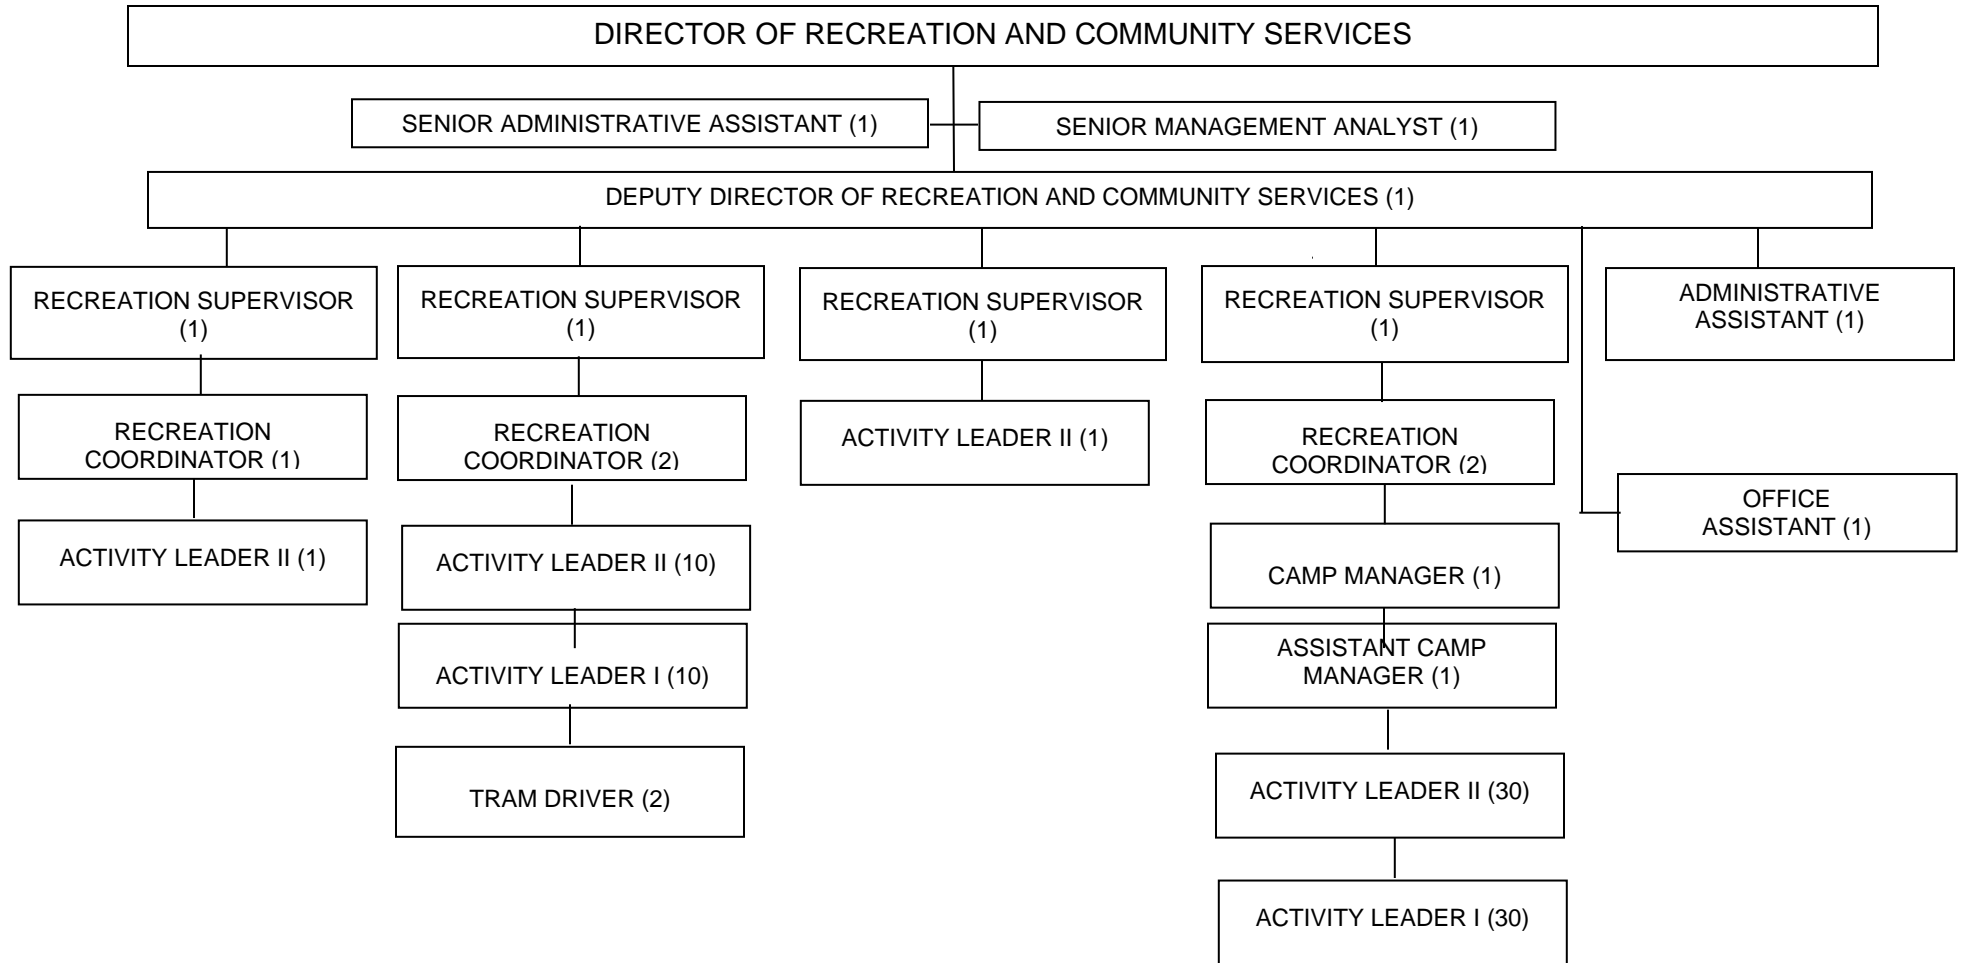 DIRECTOR OF RECREATION AND COMMUNITY SERVICES
SENIOR ADMINISTRATIVE ASSISTANT (1)
SENIOR MANAGEMENT ANALYST (1)
DEPUTY DIRECTOR OF RECREATION AND COMMUNITY SERVICES (1)
RECREATION SUPERVISOR
(1)
RECREATION SUPERVISOR
(1)
RECREATION SUPERVISOR
(1)
RECREATION SUPERVISOR
(1)
ADMINISTRATIVE
ASSISTANT (1)
RECREATION
COORDINATOR (1)
RECREATION
COORDINATOR (2)
ACTIVITY LEADER II (1)
RECREATION
COORDINATOR (2)
OFFICE
ASSISTANT (1)
ACTIVITY LEADER II (1)
ACTIVITY LEADER II (10)
CAMP MANAGER (1)
ACTIVITY LEADER I (10)
ASSISTANT CAMP
MANAGER (1)
TRAM DRIVER (2)
ACTIVITY LEADER II (30)
ACTIVITY LEADER I (30)